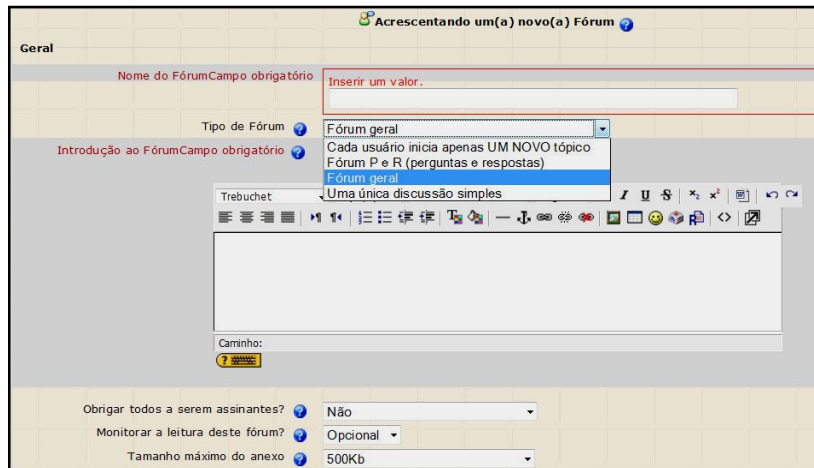 Acrescentando um(a) novo(a) Fórum
Geral
Nome do FórumCampo obrigatório
Inserir um valor.
Tipo de Fórum
Fórum geral
Cada usuário inicia apenas UM NOVO tópico
Fórum P e R (perguntas e respostas)
Fórum geral
Uma única discussão simples
Introdução ao FórumCampo obrigatório
Trebuchet
Caminho:
Obrigar todos a serem assinantes? Não
Monitorar a leitura deste fórum? Opcional
Tamanho máximo do anexo 500Kb